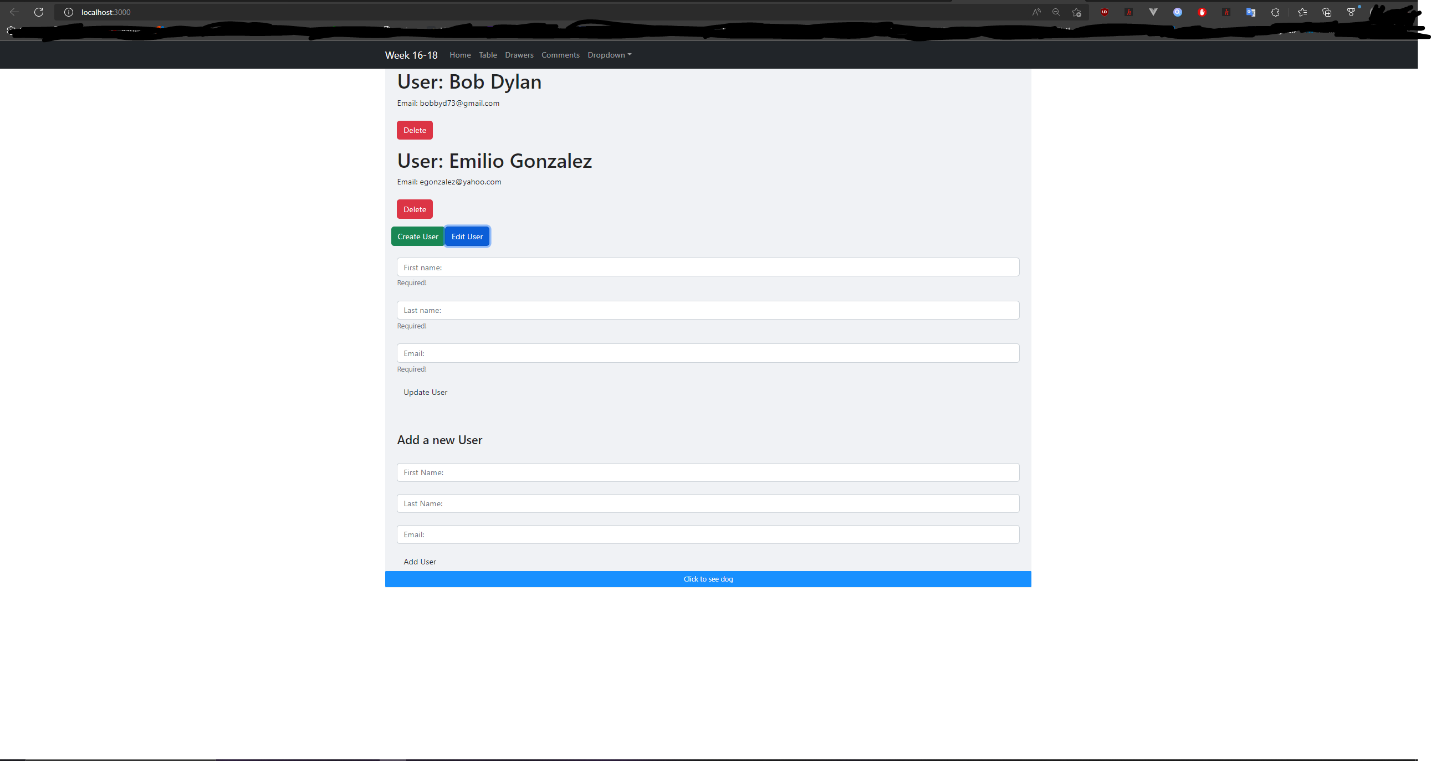 localhost:3000
Week 16-18 Home Table Drawers Comments Dropdown
User: Bob Dylan
Email: bobbyd73@gmail.com
Delete
User: Emilio Gonzalez
Email: egonzalez@yahoo.com
Delete
Create User Edit User
First name:
Required!
Last name:
Required!
Email:
Required!
Update User
Add a new User
First Name:
Last Name:
Email:
Add User
Click to see dog